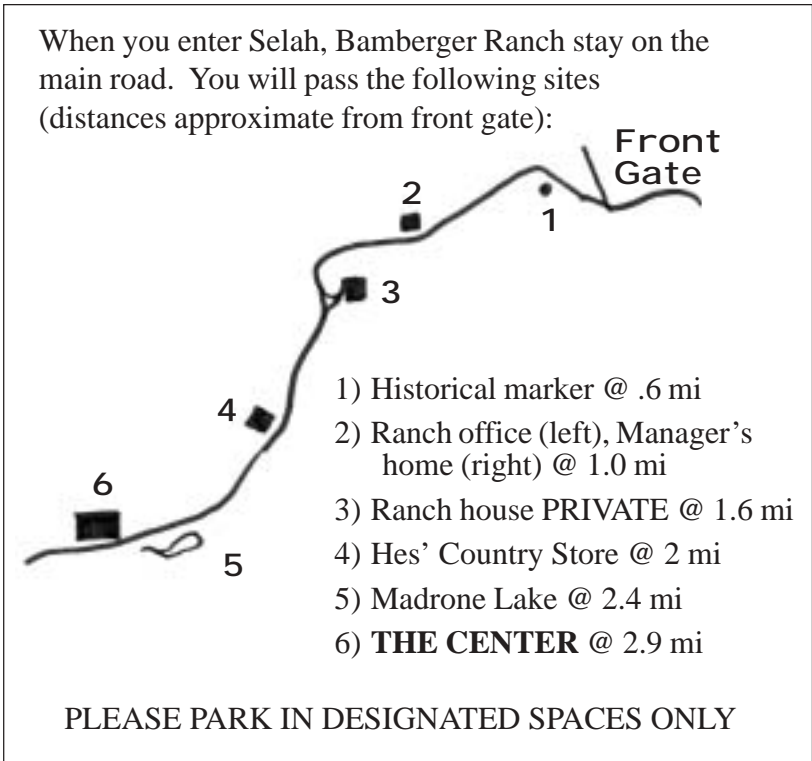 When you enter Selah, Bamberger Ranch stay on the
main road. You will pass the following sites
(distances approximate from front gate):
Front
Gate
2
1
3
4
6
5
1) Historical marker @ .6 mi
2) Ranch office (left), Manager's
home (right) @ 1.0 mi
3) Ranch house PRIVATE @ 1.6 mi
4) Hes' Country Store @ 2 mi
5) Madrone Lake @ 2.4 mi
6) THE CENTER @ 2.9 mi
PLEASE PARK IN DESIGNATED SPACES ONLY